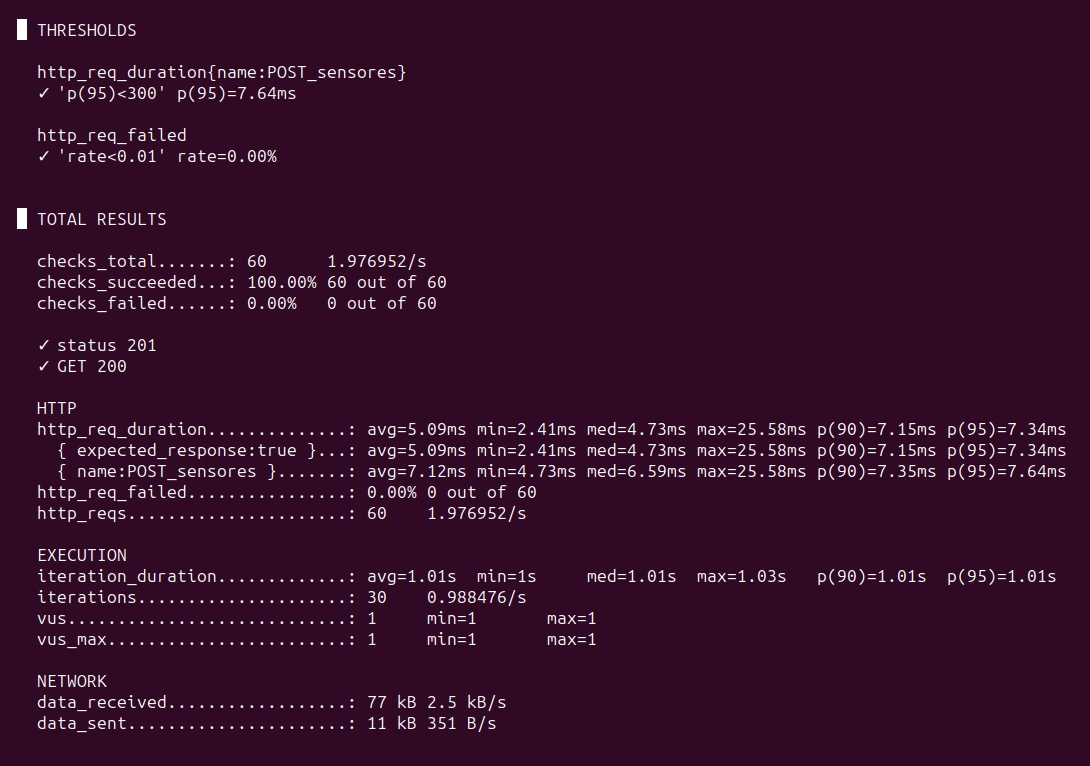 THRESHOLDS
http_req_duration{name:POST_sensores}
✓ 'p(95)<300' p(95)=7.64ms
http_req_failed
✓ 'rate<0.01' rate=0.00%
TOTAL RESULTS
checks_total.......: 60 1.976952/s
checks_succeeded...: 100.00% 60 out of 60
checks_failed......: 0.00% 0 out of 60
✓ status 201
✓ GET 200
HTTP
http_req_duration..............: avg=5.09ms min=2.41ms med=4.73ms max=25.58ms p(90)=7.15ms p(95)=7.34ms
{ expected_response:true }...: avg=5.09ms min=2.41ms med=4.73ms max=25.58ms p(90)=7.15ms p(95)=7.34ms
{ name:POST_sensores }.......: avg=7.12ms min=4.73ms med=6.59ms max=25.58ms p(90)=7.35ms p(95)=7.64ms
http_req_failed................: 0.00% 0 out of 60
http_reqs......................: 60 1.976952/s
EXECUTION
iteration_duration.............: avg=1.01s min=1s med=1.01s max=1.03s p(90)=1.01s p(95)=1.01s
iterations.....................: 30 0.988476/s
vus............................: 1 min=1 max=1
vus_max........................: 1 min=1 max=1
NETWORK
data_received..................: 77 kB 2.5 kB/s
data_sent......................: 11 kB 351 B/s